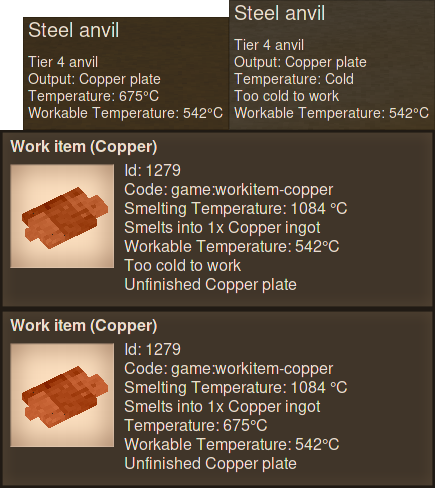 Steel anvil
Tier 4 anvil
Output: Copper plate
Temperature: 675°C
Workable Temperature: 542°C
Steel anvil
Tier 4 anvil
Output: Copper plate
Temperature: Cold
Too cold to work
Workable Temperature: 542°C
Work item (Copper)
Id: 1279
Code: game:workitem-copper
Smelting Temperature: 1084 °C
Smelts into 1x Copper ingot
Workable Temperature: 542°C
Too cold to work
Unfinished Copper plate
Work item (Copper)
Id: 1279
Code: game:workitem-copper
Smelting Temperature: 1084 °C
Smelts into 1x Copper ingot
Temperature: 675°C
Workable Temperature: 542°C
Unfinished Copper plate